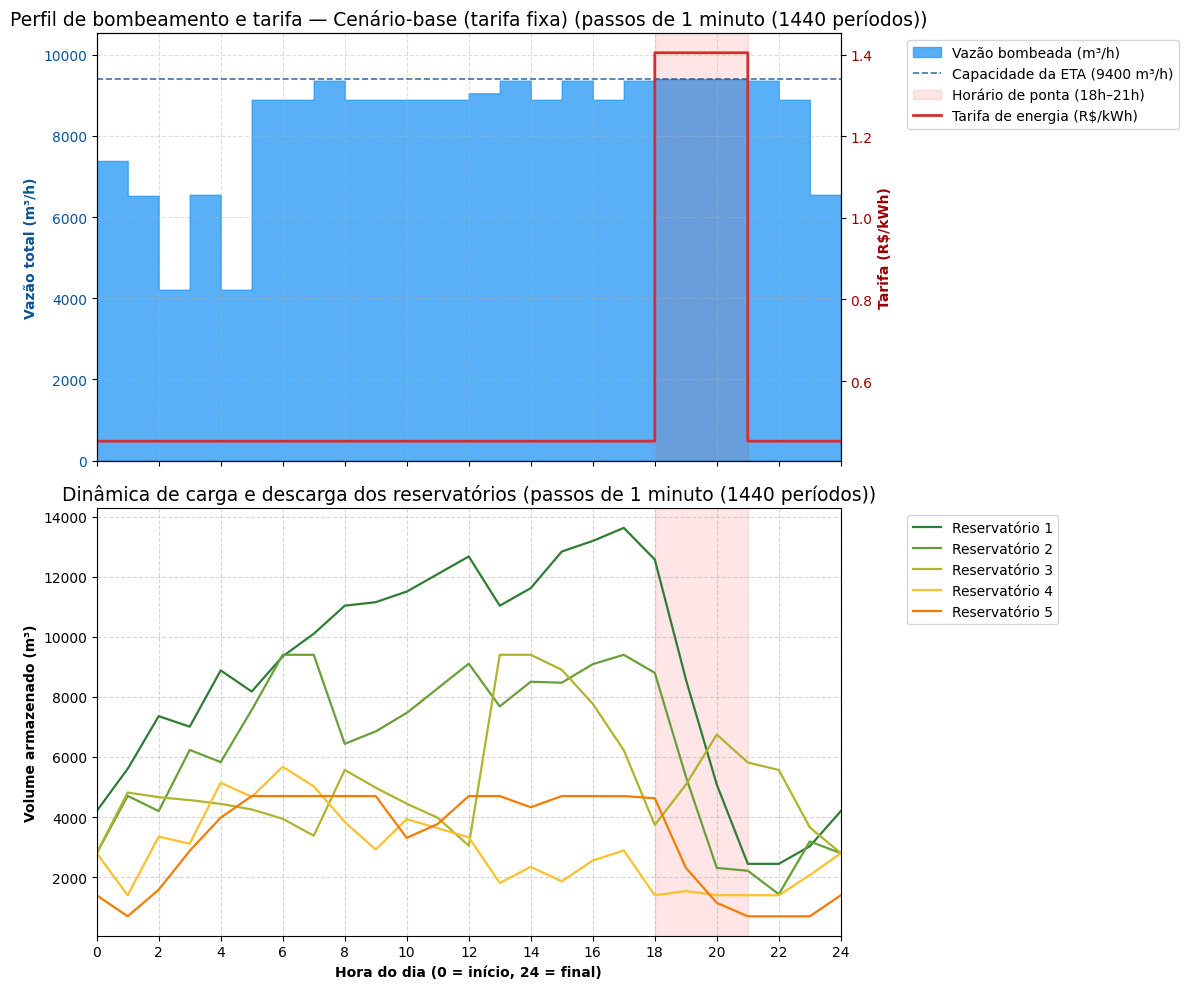 Perfil de bombeamento e tarifa — Cenário-base (tarifa fixa) (passos de 1 minuto (1440 períodos))
Vazão total (m³/h)
10000
8000
6000
4000
2000
0
1.4
1.2
1.0
0.8
0.6
Tarifa (R$/kWh)
Vazão bombeada (m³/h)
Capacidade da ETA (9400 m³/h)
Horário de ponta (18h–21h)
Tarifa de energia (R$/kWh)
Dinâmica de carga e descarga dos reservatórios (passos de 1 minuto (1440 períodos))
Volume armazenado (m³)
14000
12000
10000
8000
6000
4000
2000
0 2 4 6 8 10 12 14 16 18 20 22 24
Hora do dia (0 = início, 24 = final)
Reservatório 1
Reservatório 2
Reservatório 3
Reservatório 4
Reservatório 5